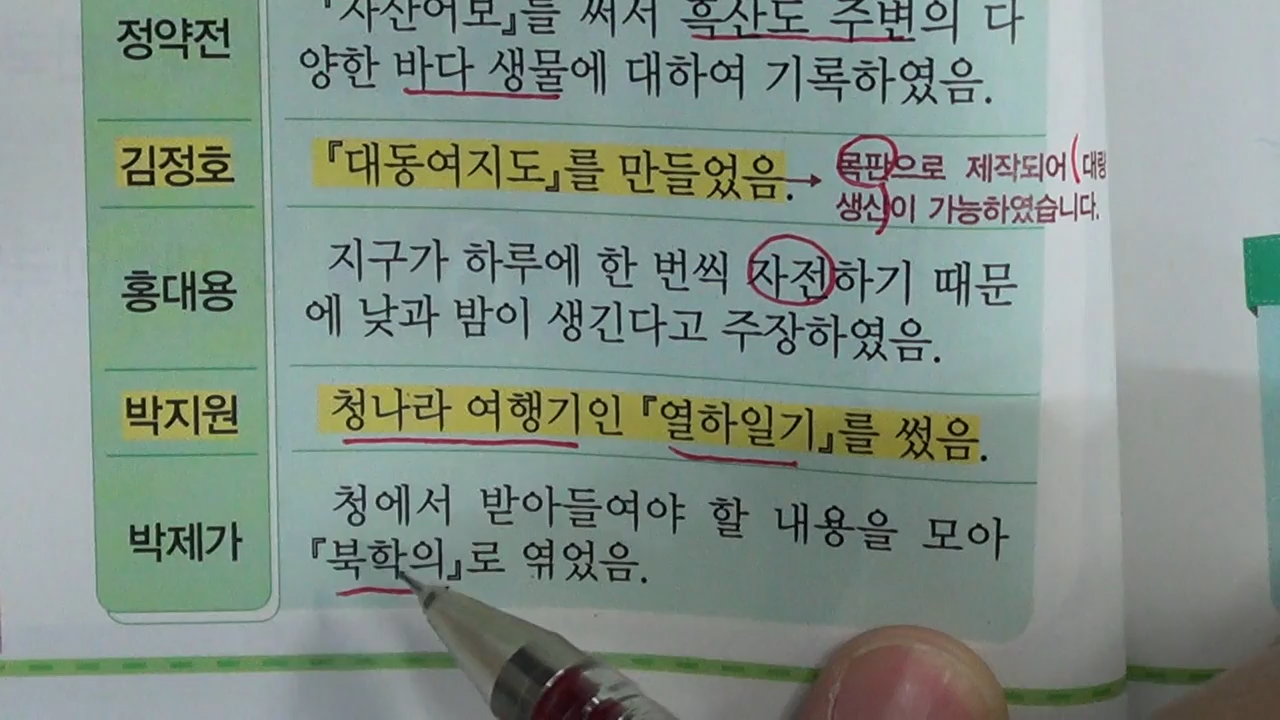 정약전
『자산어보』를 써서 흑산도 주변의 다
양한 바다 생물에 대하여 기록하였음.
김정호
『대동여지도』를 만들었음.
목판으로 제작되어 대량
생산이 가능하였습니다.
홍대용
지구가 하루에 한 번씩 자전하기 때문
에 낮과 밤이 생긴다고 주장하였음.
박지원
청나라 여행기인 『열하일기』를 썼음.
박제가
청에서 받아들여야 할 내용을 모아
『북학의』로 엮었음.